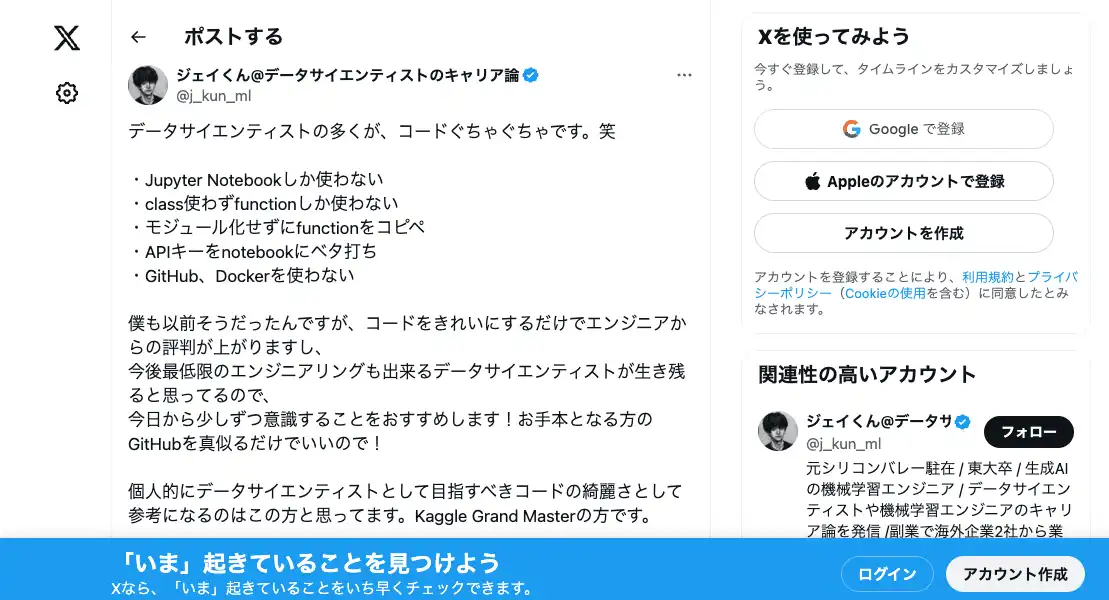 ポストする
ジェイくん@データサイエンティストのキャリア論
@j_kun_ml
データサイエンティストの多くが、コードぐちゃぐちゃです。笑
・Jupyter Notebookしか使わない
・class使わずfunctionしか使わない
・モジュール化せずにfunctionをコピペ
・APIキーをnotebookにベタ打ち
・GitHub、Dockerを使わない
僕も以前そうだったんですが、コードをきれいにするだけでエンジニアか
らの評判が上がりますし、
今後最低限のエンジニアリングも出来るデータサイエンティストが生き残
ると思ってるので、
今日から少しずつ意識することをおすすめします！お手本となる方の
GitHubを真似るだけでいいので！
個人的にデータサイエンティストとして目指すべきコードの綺麗さとして
参考になるのはこの方と思ってます。Kaggle Grand Masterの方です。
Xを使ってみよう
今すぐ登録して、タイムラインをカスタマイズしましょ
う。
Google で登録
Appleのアカウントで登録
アカウントを作成
アカウントを登録することにより、利用規約とプライバ
シーポリシー（Cookieの使用を含む）に同意したとみ
なされます。
関連性の高いアカウント
ジェイくん@データサ
@j_kun_ml
フォロー
元シリコンバレー駐在 / 東大卒 / 生成AI
の機械学習エンジニア / データサイエン
ティストや機械学習エンジニアのキャリ
ア論を発信 /副業で海外企業2社から業
「いま」起きていることを見つけよう
Xなら、「いま」起きていることをいち早くチェックできます。
ログイン
アカウント作成